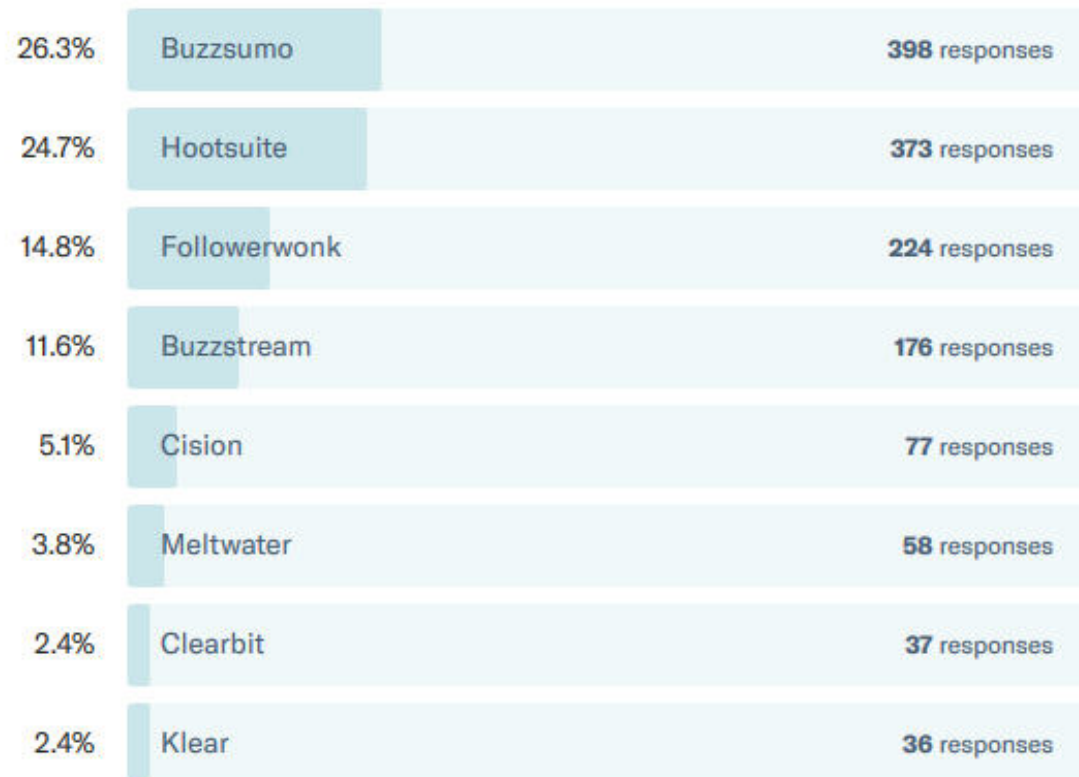 26.3% Buzzsumo 398 responses
24.7% Hootsuite 373 responses
14.8% Followerwonk 224 responses
11.6% Buzzstream 176 responses
5.1% Cision 77 responses
3.8% Meltwater 58 responses
2.4% Clearbit 37 responses
2.4% Klear 36 responses